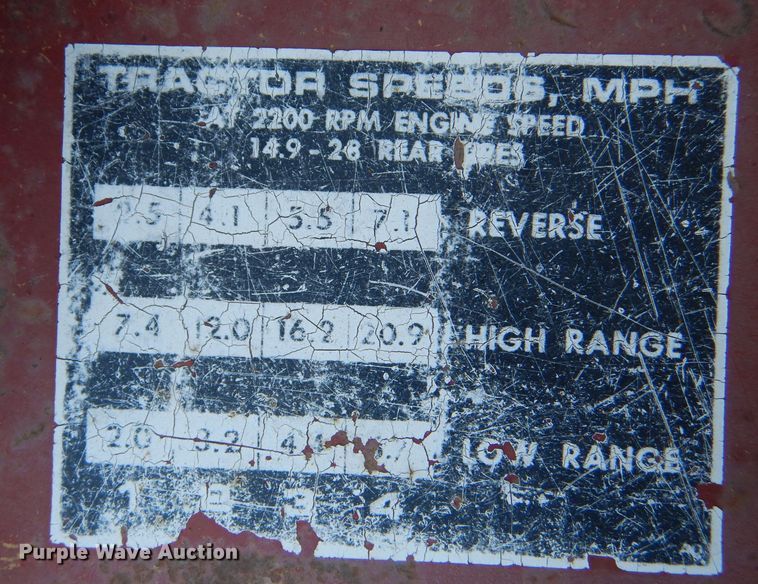 TRACTOR SPEEDS, MPH
AT 2200 RPM ENGINE SPEED
14.9-28 REAR TIRES
2.5 4.1 5.5 7.1 REVERSE
7.4 12.0 16.2 20.9 HIGH RANGE
2.0 3.2 LOW RANGE
1 2 3 4
Purple Wave Auction